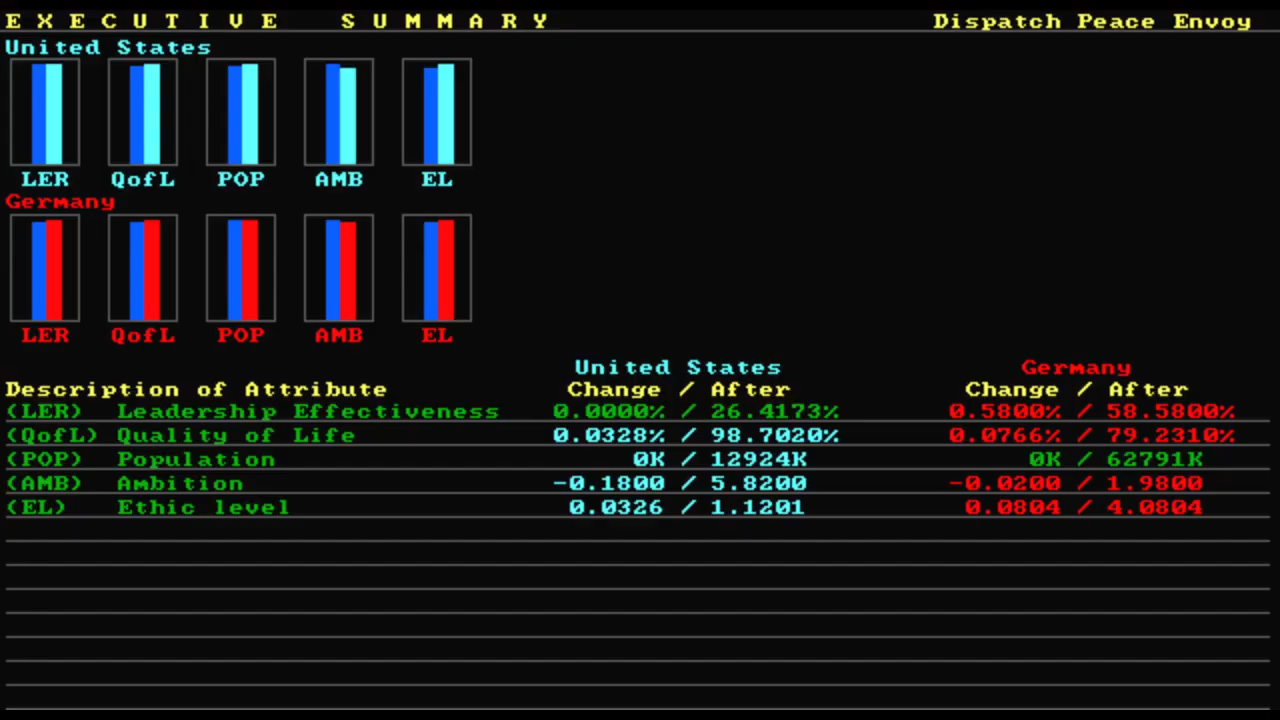 EXECUTIVE SUMMARY Dispatch Peace Envoy
United States
LER QofL POP AMB EL
Germany
LER QofL POP AMB EL
United States Germany
Description of Attribute Change / After Change / After
(LER) Leadership Effectiveness 0.0000% / 26.4173% 0.5800% / 58.5800%
(QofL) Quality of Life 0.0328% / 98.7020% 0.0766% / 79.2310%
(POP) Population 0K / 12924K 0K / 62791K
(AMB) Ambition -0.1800 / 5.8200 -0.0200 / 1.9800
(EL) Ethic level 0.0326 / 1.1201 0.0804 / 4.0804